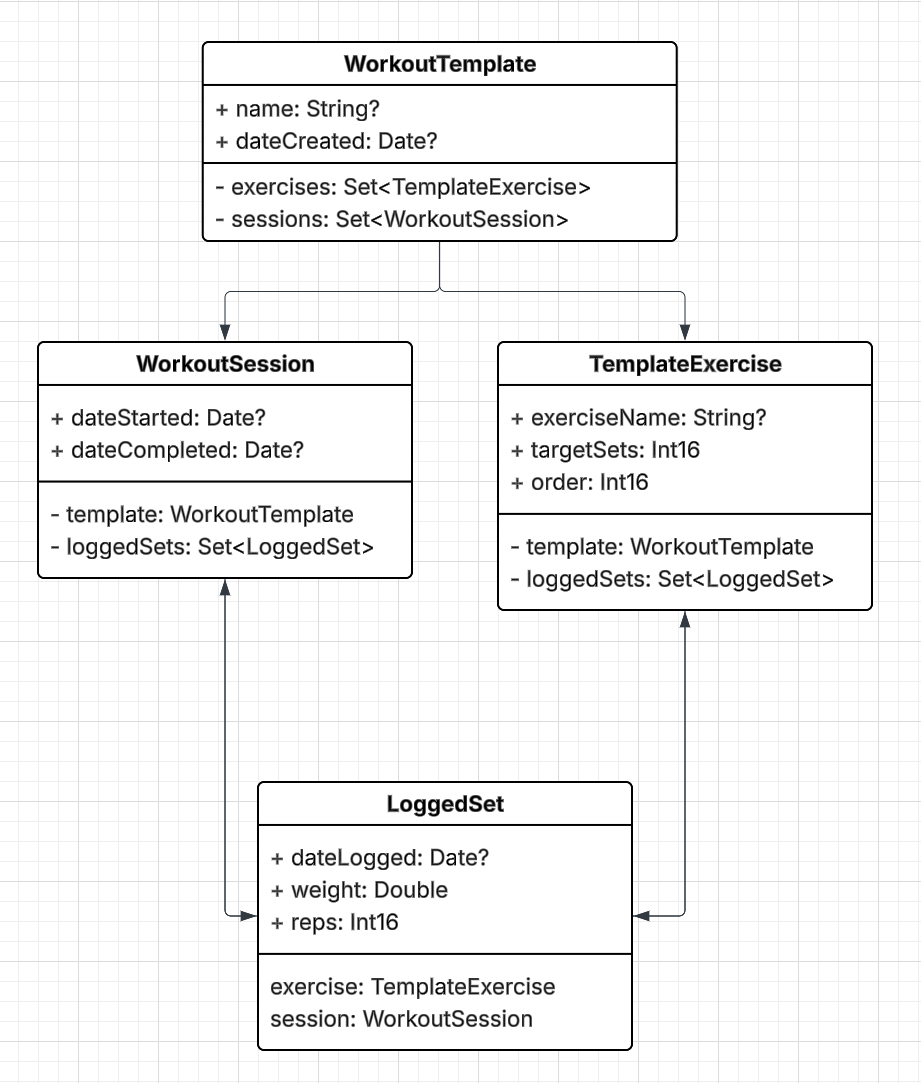 WorkoutTemplate
+ name: String?
+ dateCreated: Date?
- exercises: Set<TemplateExercise>
- sessions: Set<WorkoutSession>
WorkoutSession
+ dateStarted: Date?
+ dateCompleted: Date?
- template: WorkoutTemplate
- loggedSets: Set<LoggedSet>
TemplateExercise
+ exerciseName: String?
+ targetSets: Int16
+ order: Int16
- template: WorkoutTemplate
- loggedSets: Set<LoggedSet>
LoggedSet
+ dateLogged: Date?
+ weight: Double
+ reps: Int16
exercise: TemplateExercise
session: WorkoutSession